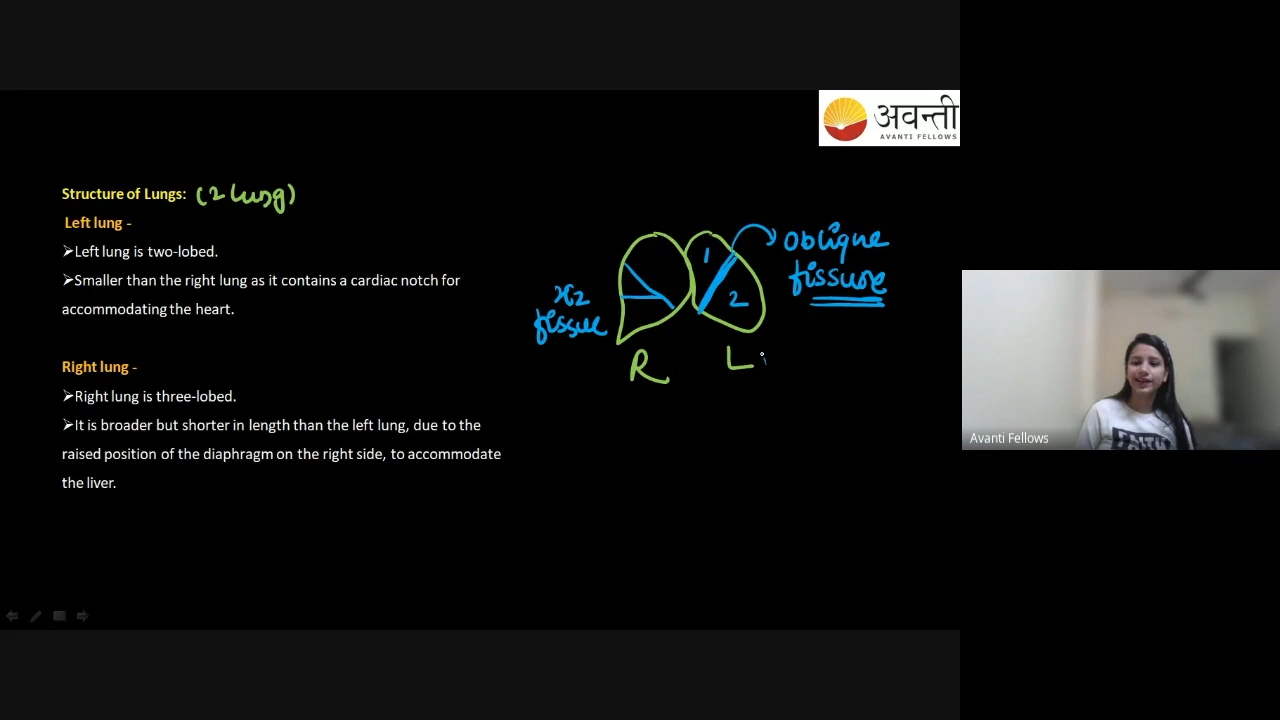 अवन्ती
AVANTI FELLOWS
Structure of Lungs: (2 lung)
Left lung -
➢Left lung is two-lobed.
➢Smaller than the right lung as it contains a cardiac notch for
accommodating the heart.
Right lung -
➢Right lung is three-lobed.
➢It is broader but shorter in length than the left lung, due to the
raised position of the diaphragm on the right side, to accommodate
the liver.
1
2
oblique
fissure
x2
R
L
Avanti Fellows